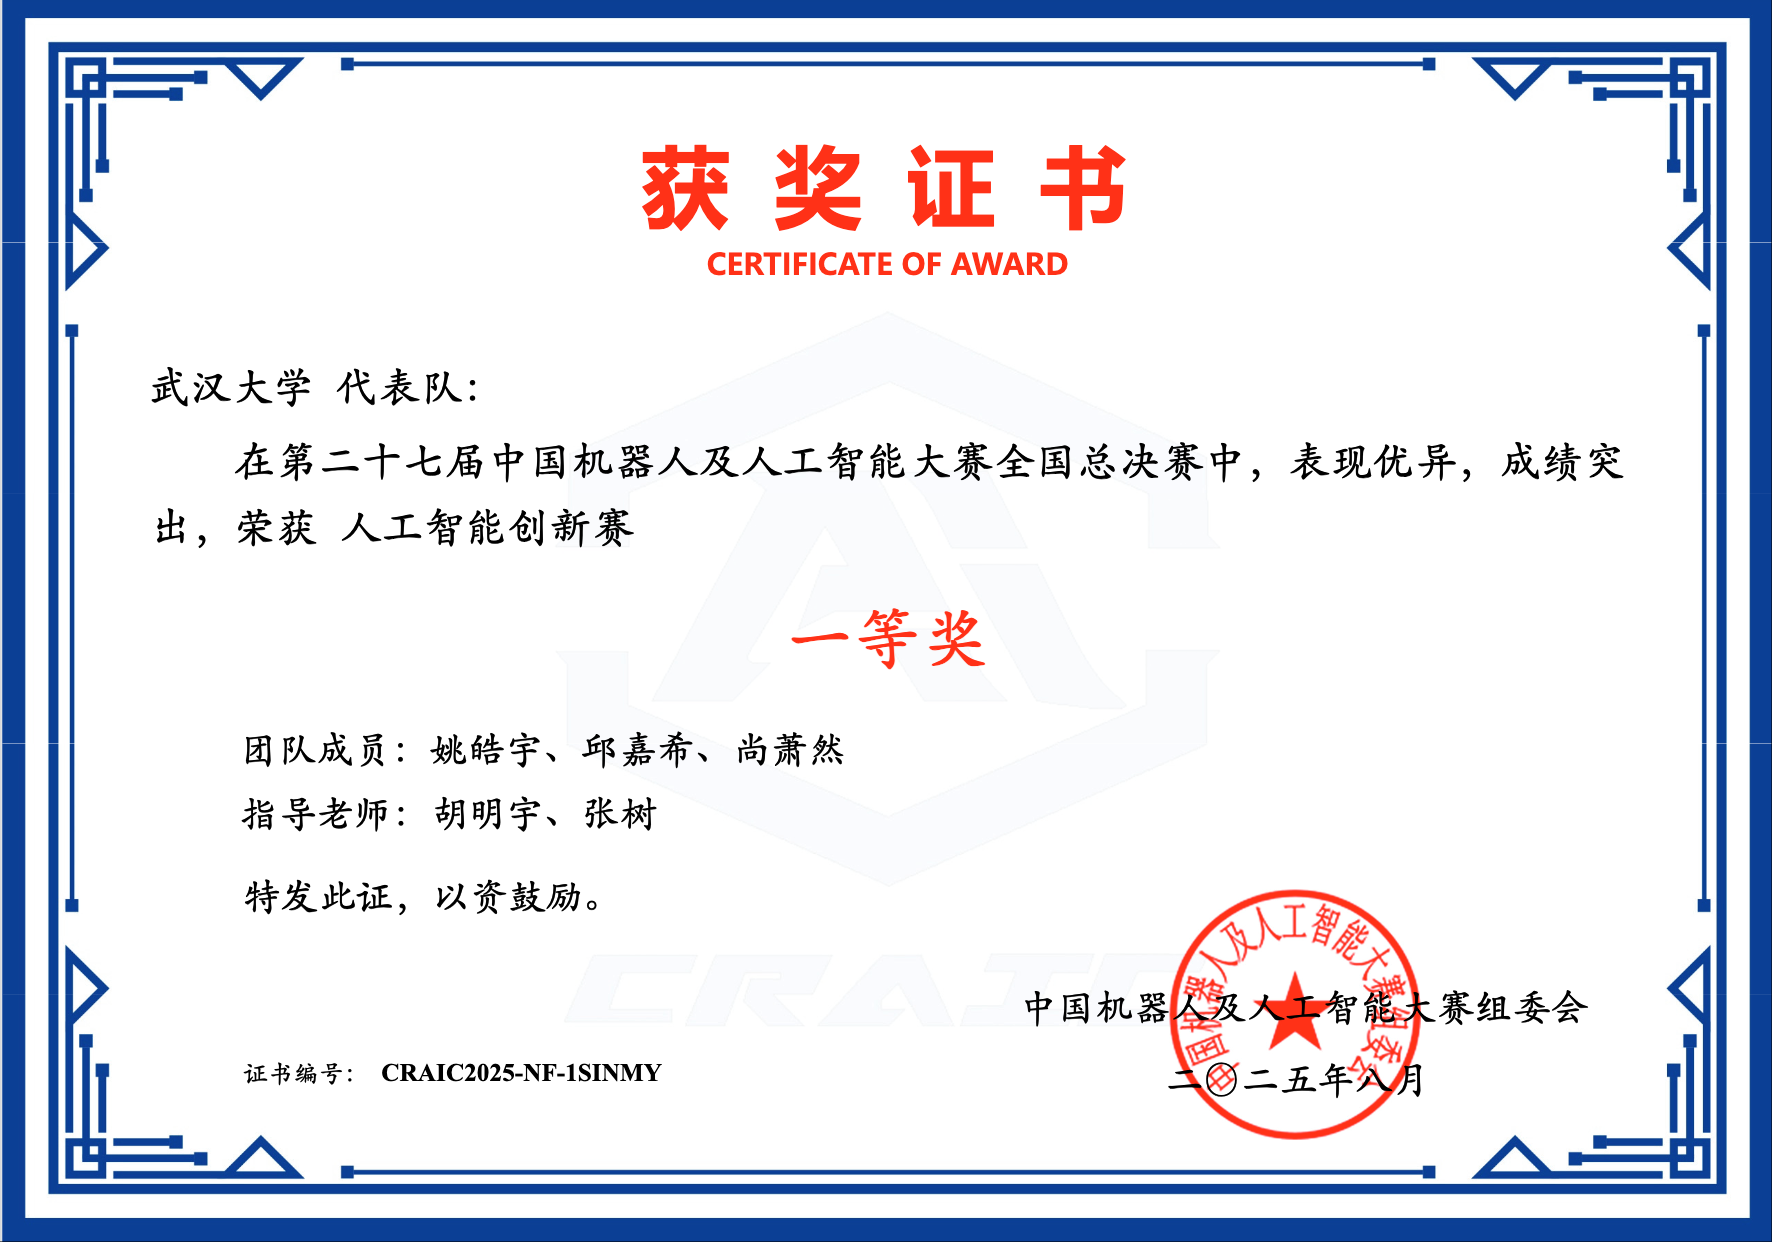 获奖证书
CERTIFICATE OF AWARD
武汉大学 代表队：
在第二十七届中国机器人及人工智能大赛全国总决赛中，表现优异，成绩突
出，荣获 人工智能创新赛
一等奖
团队成员：姚皓宇、邱嘉希、尚萧然
指导老师：胡明宇、张树
特发此证，以资鼓励。
CRAIC
中国机器人及人工智能大赛组委会
中国机器人及人工智能大赛组委会
证书编号： CRAIC2025-NF-1SINMY
二〇二五年八月